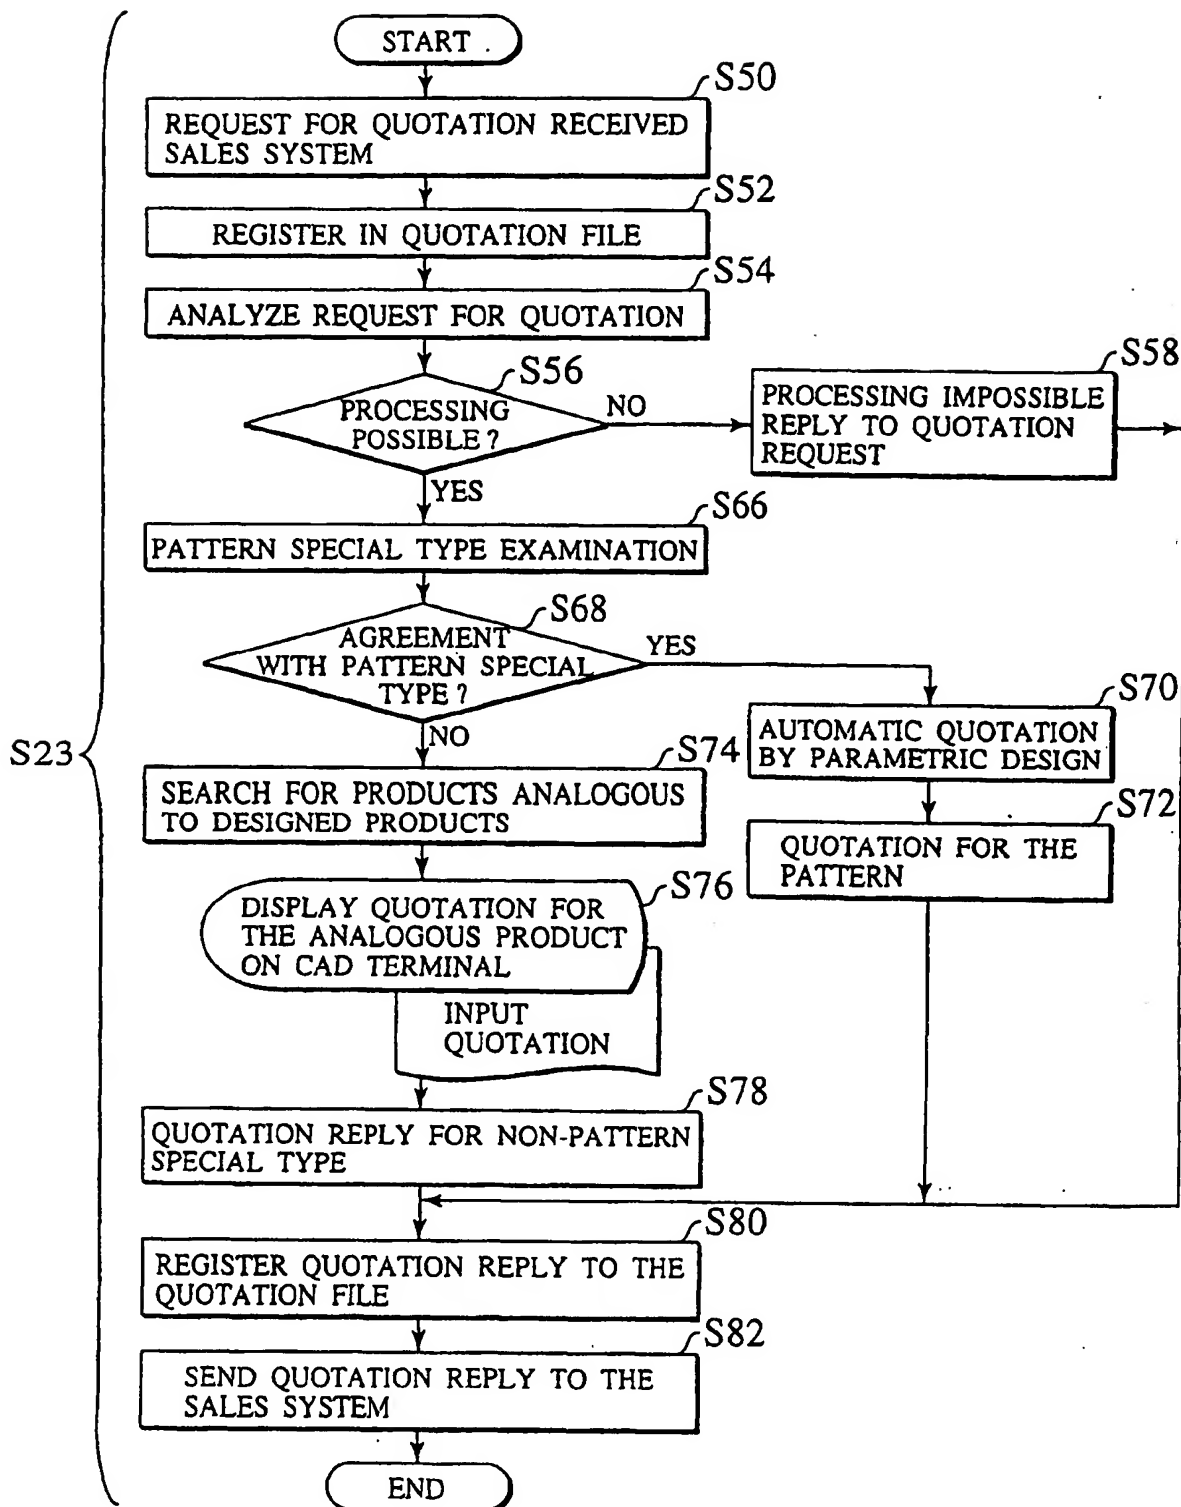 START
S50
REQUEST FOR QUOTATION RECEIVED
SALES SYSTEM
S52
REGISTER IN QUOTATION FILE
S54
ANALYZE REQUEST FOR QUOTATION
S56
PROCESSING
POSSIBLE?
NO
S58
PROCESSING IMPOSSIBLE
REPLY TO QUOTATION
REQUEST
YES
S66
PATTERN SPECIAL TYPE EXAMINATION
S68
AGREEMENT
WITH PATTERN SPECIAL
TYPE?
YES
S70
AUTOMATIC QUOTATION
BY PARAMETRIC DESIGN
S72
QUOTATION FOR THE
PATTERN
NO
S23
S74
SEARCH FOR PRODUCTS ANALOGOUS
TO DESIGNED PRODUCTS
S76
DISPLAY QUOTATION FOR
THE ANALOGOUS PRODUCT
ON CAD TERMINAL
INPUT
QUOTATION
S78
QUOTATION REPLY FOR NON-PATTERN
SPECIAL TYPE
S80
REGISTER QUOTATION REPLY TO THE
QUOTATION FILE
S82
SEND QUOTATION REPLY TO THE
SALES SYSTEM
END